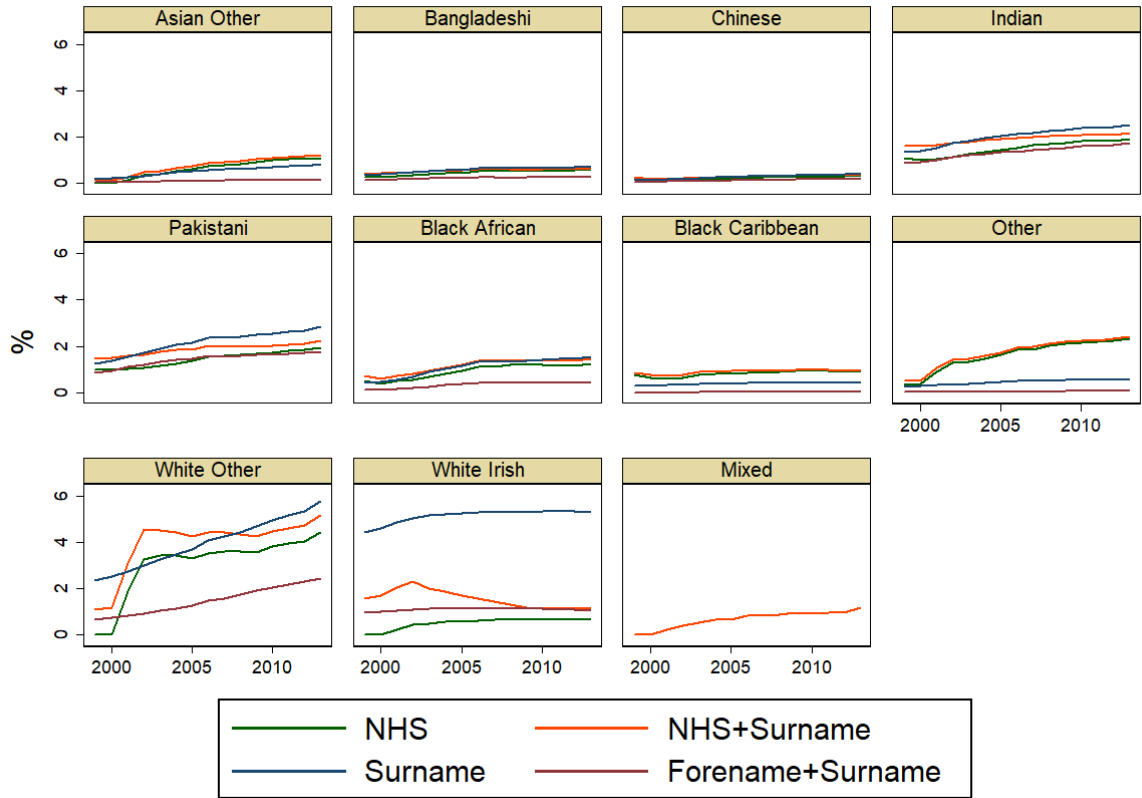 Asian Other Bangladeshi Chinese Indian
6
4
2
0
Pakistani Black African Black Caribbean Other
6
4
2
0
%
2000 2005 2010
White Other White Irish Mixed
6
4
2
0
2000 2005 2010 2000 2005 2010 2000 2005 2010
NHS NHS+Surname
Surname Forename+Surname